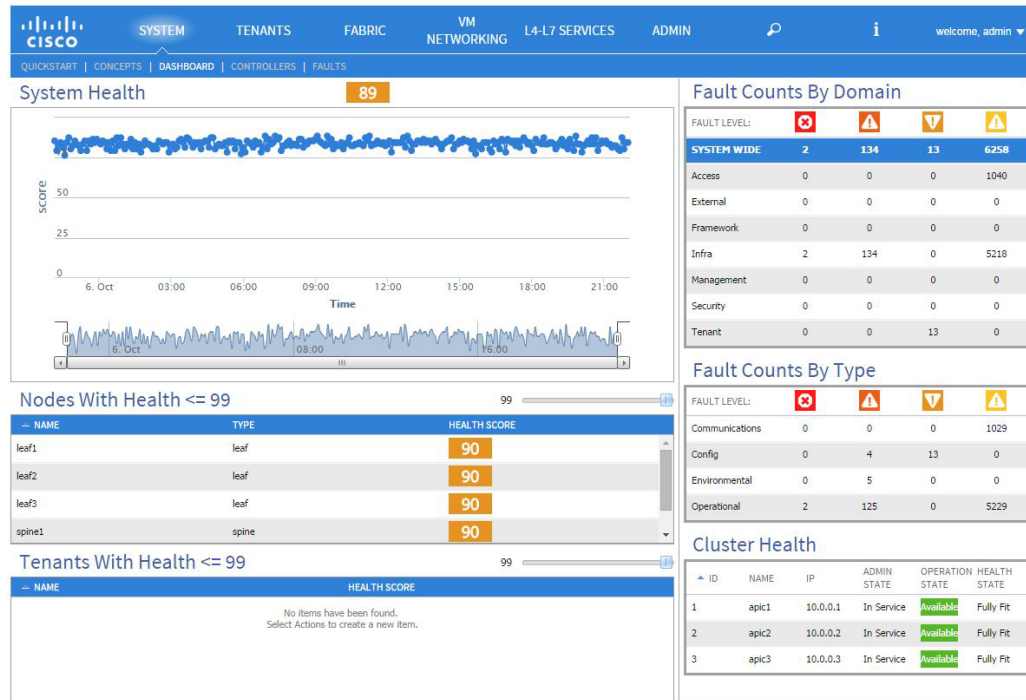 CISCO
SYSTEM TENANTS FABRIC VM NETWORKING L4-L7 SERVICES ADMIN i welcome, admin
QUICKSTART | CONCEPTS | DASHBOARD | CONTROLLERS | FAULTS
System Health 89
score
50
25
0
6. Oct 03:00 06:00 09:00 12:00 15:00 18:00 21:00
Time
6. Oct 08:00 16:00
Nodes With Health <= 99 99
NAME TYPE HEALTH SCORE
leaf1 leaf 90
leaf2 leaf 90
leaf3 leaf 90
spine1 spine 90
Tenants With Health <= 99 99
NAME HEALTH SCORE
No items have been found.
Select Actions to create a new item.
Fault Counts By Domain
FAULT LEVEL:
SYSTEM WIDE 2 134 13 6258
Access 0 0 0 1040
External 0 0 0 0
Framework 0 0 0 0
Infra 2 134 0 5218
Management 0 0 0 0
Security 0 0 0 0
Tenant 0 0 13 0
Fault Counts By Type
FAULT LEVEL:
Communications 0 0 0 1029
Config 0 4 13 0
Environmental 0 5 0 0
Operational 2 125 0 5229
Cluster Health
ID NAME IP ADMIN STATE OPERATION STATE HEALTH STATE
1 apic1 10.0.0.1 In Service Available Fully Fit
2 apic2 10.0.0.2 In Service Available Fully Fit
3 apic3 10.0.0.3 In Service Available Fully Fit